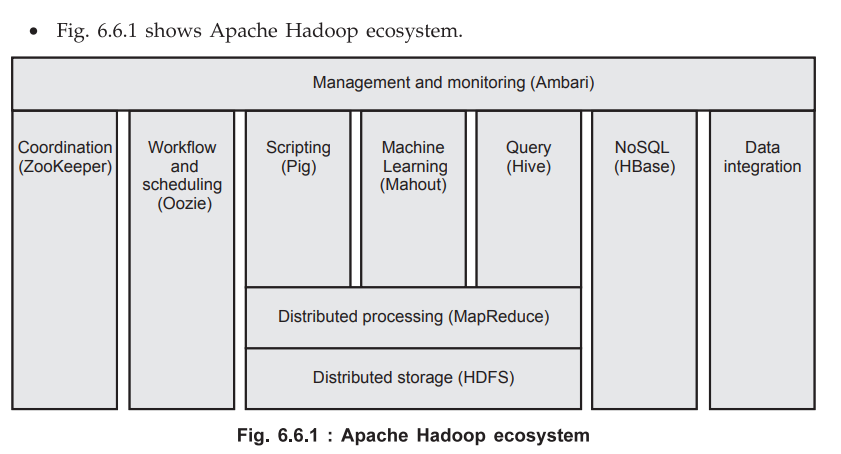 • Fig. 6.6.1 shows Apache Hadoop ecosystem.
Management and monitoring (Ambari)
Coordination
(ZooKeeper)
Workflow
and
scheduling
(Oozie)
Scripting
(Pig)
Machine
Learning
(Mahout)
Query
(Hive)
NoSQL
(HBase)
Data
integration
Distributed processing (MapReduce)
Distributed storage (HDFS)
Fig. 6.6.1 : Apache Hadoop ecosystem